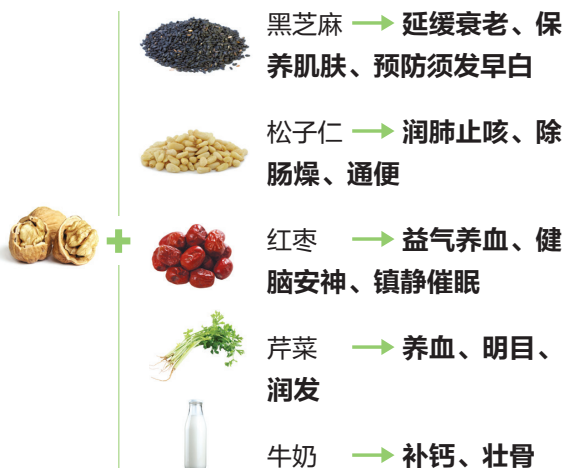 黑芝麻 → 延缓衰老、保
养肌肤、预防须发早白
松子仁 → 润肺止咳、除
肠燥、通便
红枣 → 益气养血、健
脑安神、镇静催眠
芹菜 → 养血、明目、
润发
牛奶 → 补钙、壮骨